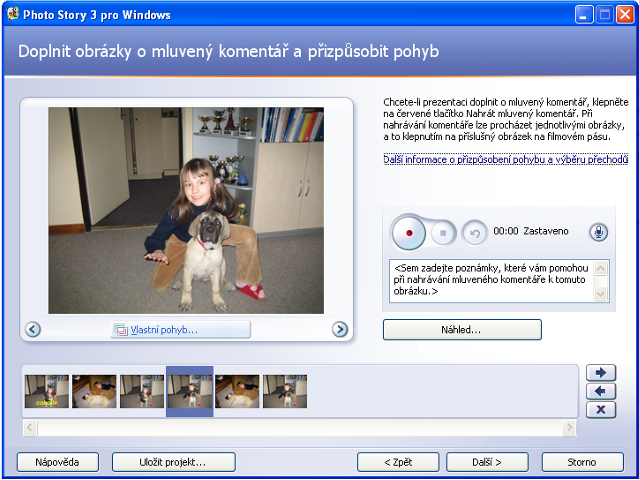 Photo Story 3 pro Windows
Doplnit obrázky o mluvený komentář a přizpůsobit pohyb
Chcete-li prezentaci doplnit o mluvený komentář, klepněte
na červené tlačítko Nahrát mluvený komentář. Při
nahrávání komentáře lze procházet jednotlivými obrázky,
a to klepnutím na příslušný obrázek na filmovém pásu.
Další informace o přizpůsobení pohybu a výběru přechodů
00:00 Zastaveno
<Sem zadejte poznámky, které vám pomohou
při nahrávání mluveného komentáře k tomuto
obrázku.>
Vlastní pohyb...
Náhled...
Nápověda
Uložit projekt...
< Zpět
Další >
Storno